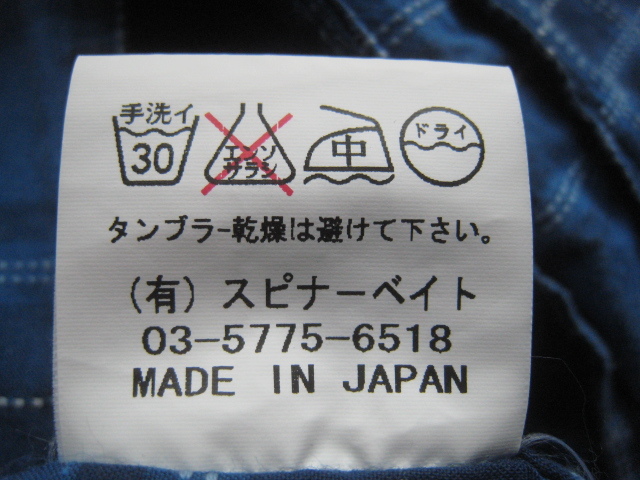 手洗イ
30
エンソ
サラシ
中
ドライ
タンブラー乾燥は避けて下さい。
（有）スピナーベイト
03-5775-6518
MADE IN JAPAN